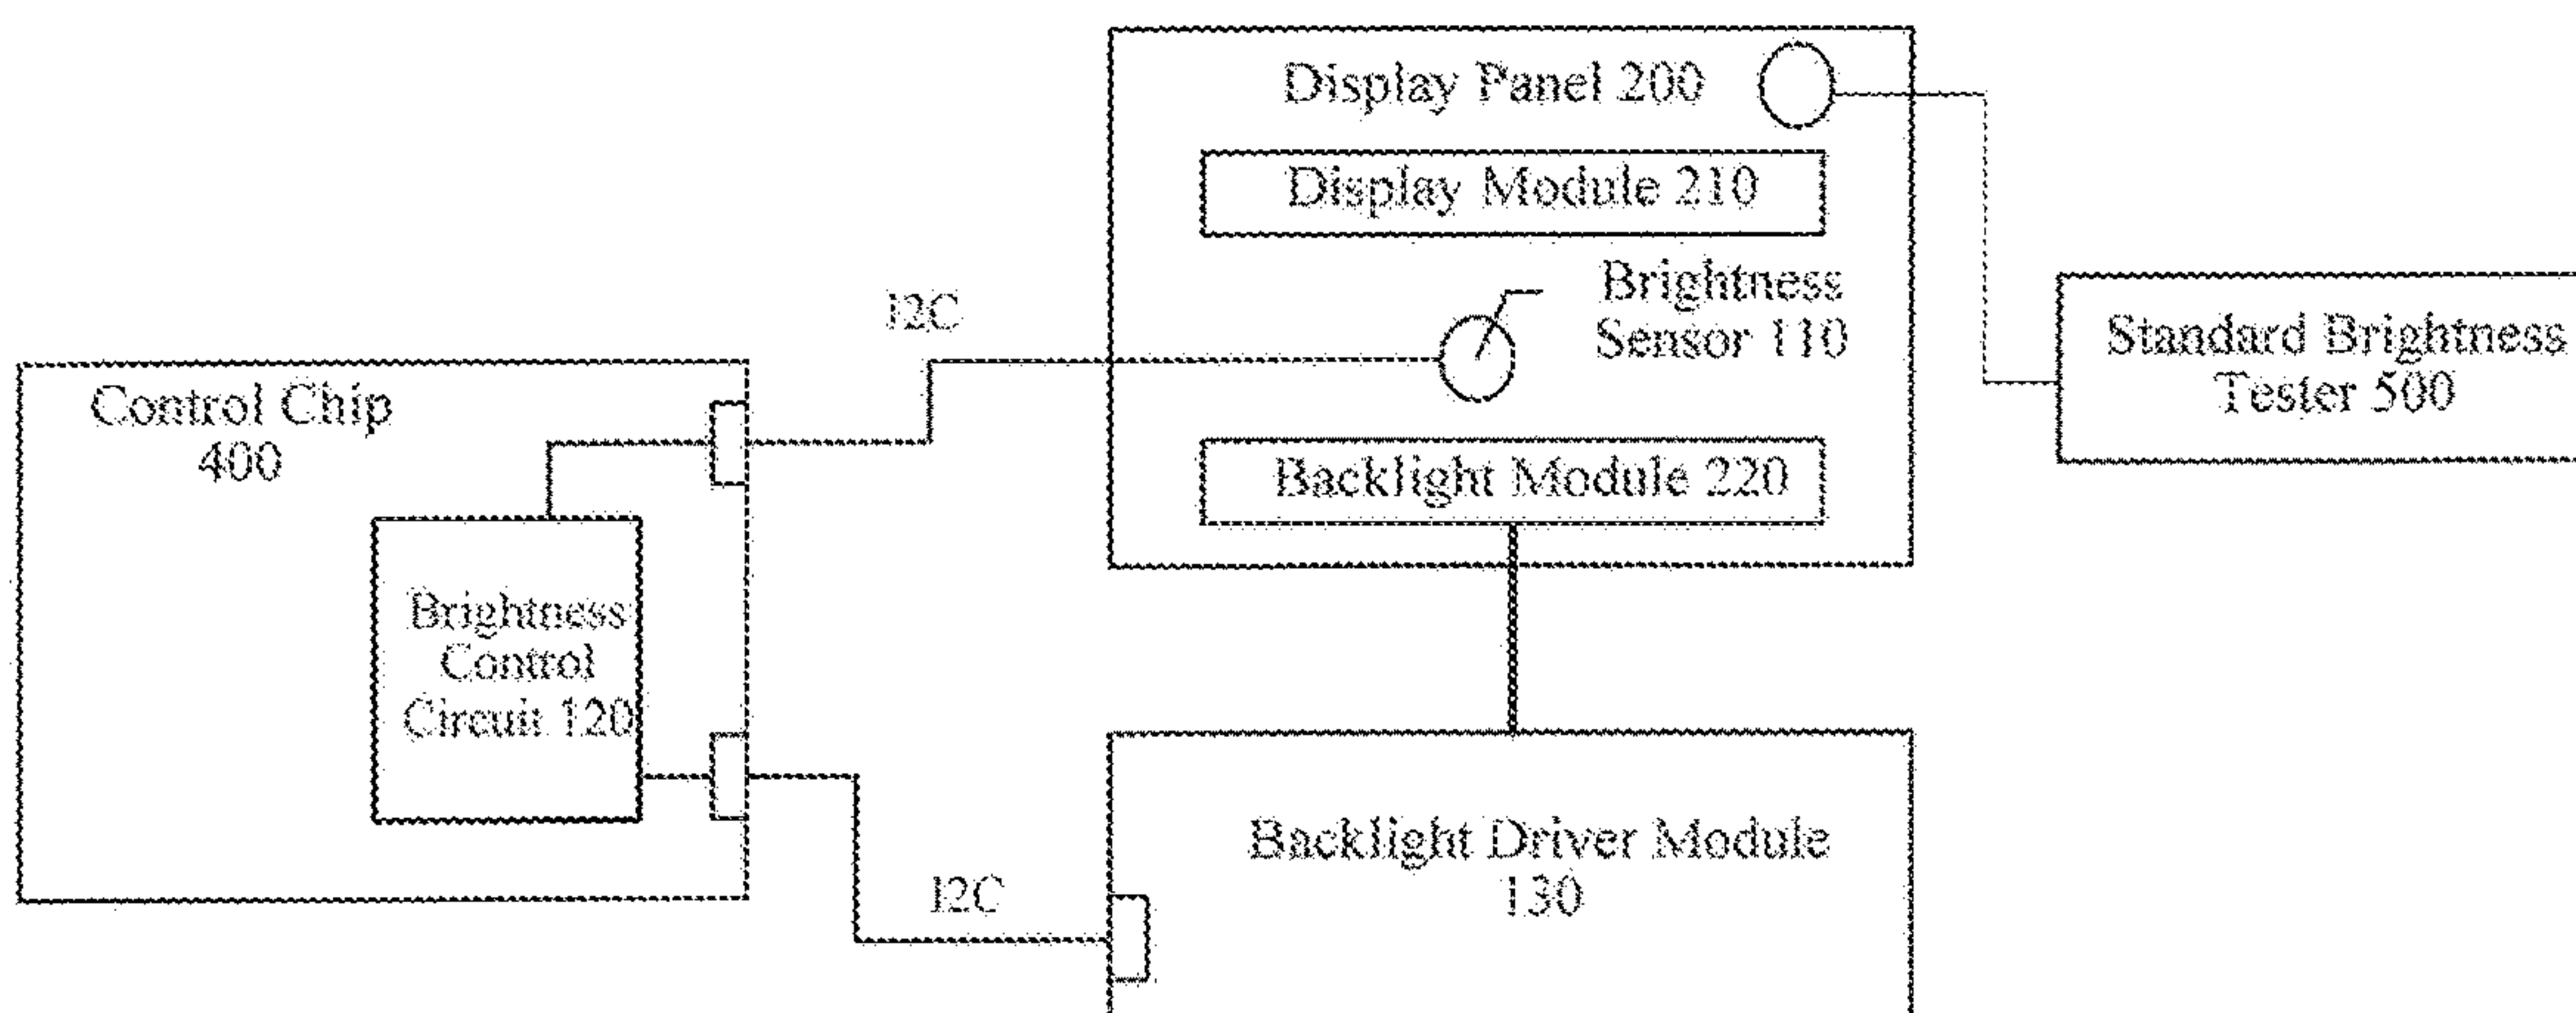 Display Panel 200
Display Module 210
Brightness
Sensor 110
I2C
Standard Brightness
Tester 500
Control Chip
400
Backlight Module 220
Brightness
Control
Circuit 120
Backlight Driver Module
130
I2C